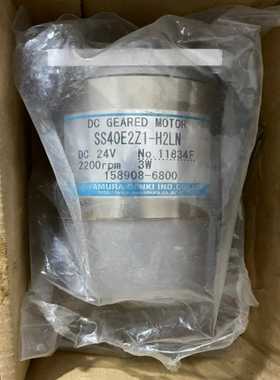 DC GEARED MOTOR
SS40E2Z1-H2LN
DC 24V No.11834F
2200rpm 3W
158908-6800